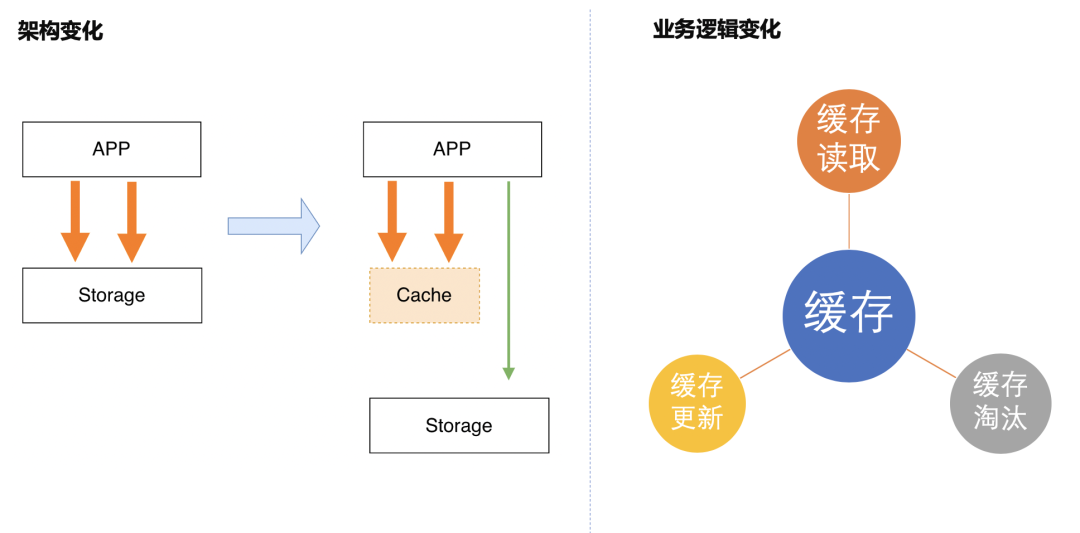 架构变化
APP
Storage
APP
Cache
Storage
业务逻辑变化
缓存
读取
缓存
缓存
更新
缓存
淘汰